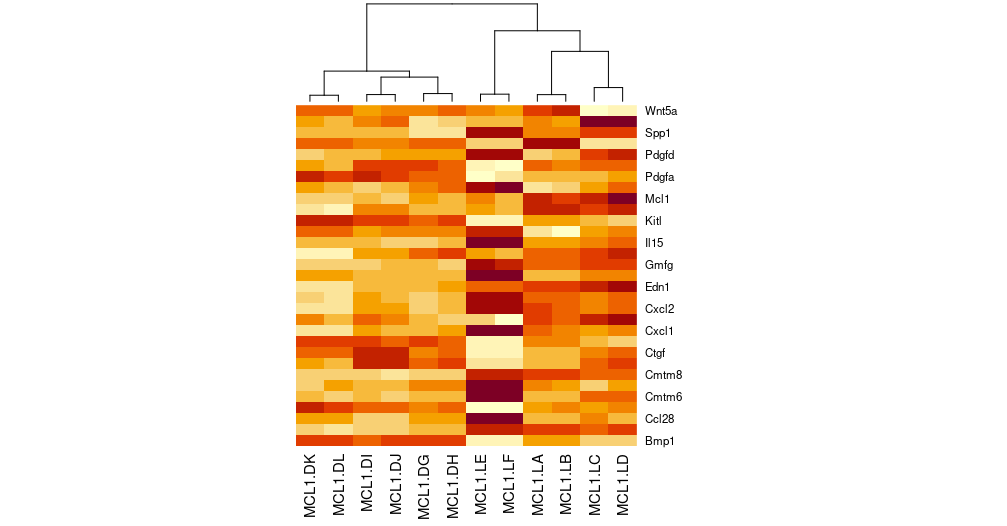 Wnt5a
Spp1
Pdgfd
Pdgfa
Mcl1
Kitl
Il15
Gmfg
Edn1
Cxcl2
Cxcl1
Ctgf
Cmtm8
Cmtm6
Ccl28
Bmp1
MCL1.DK
MCL1.DL
MCL1.DI
MCL1.DJ
MCL1.DG
MCL1.DH
MCL1.LE
MCL1.LF
MCL1.LA
MCL1.LB
MCL1.LC
MCL1.LD